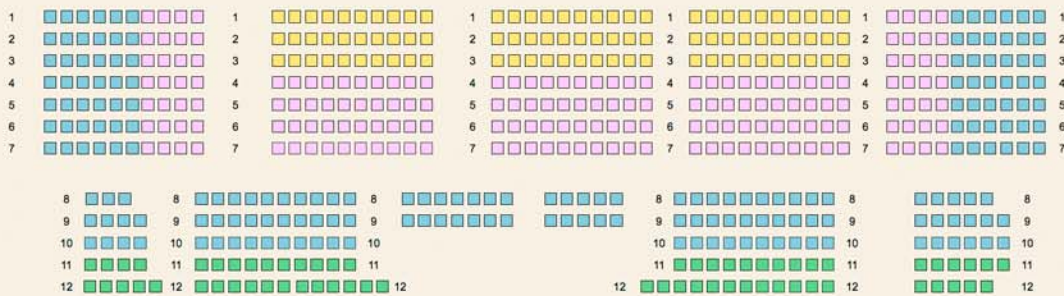 1 1 1 1 1 1
2 2 2 2 2 2
3 3 3 3 3 3
4 4 4 4 4 4
5 5 5 5 5 5
6 6 6 6 6 6
7 7 7 7 7 7
8 8 8 8 8 8
9 9 9 9 9 9
10 10 10 10 10 10
11 11 11 11 11 11
12 12 12 12 12 12